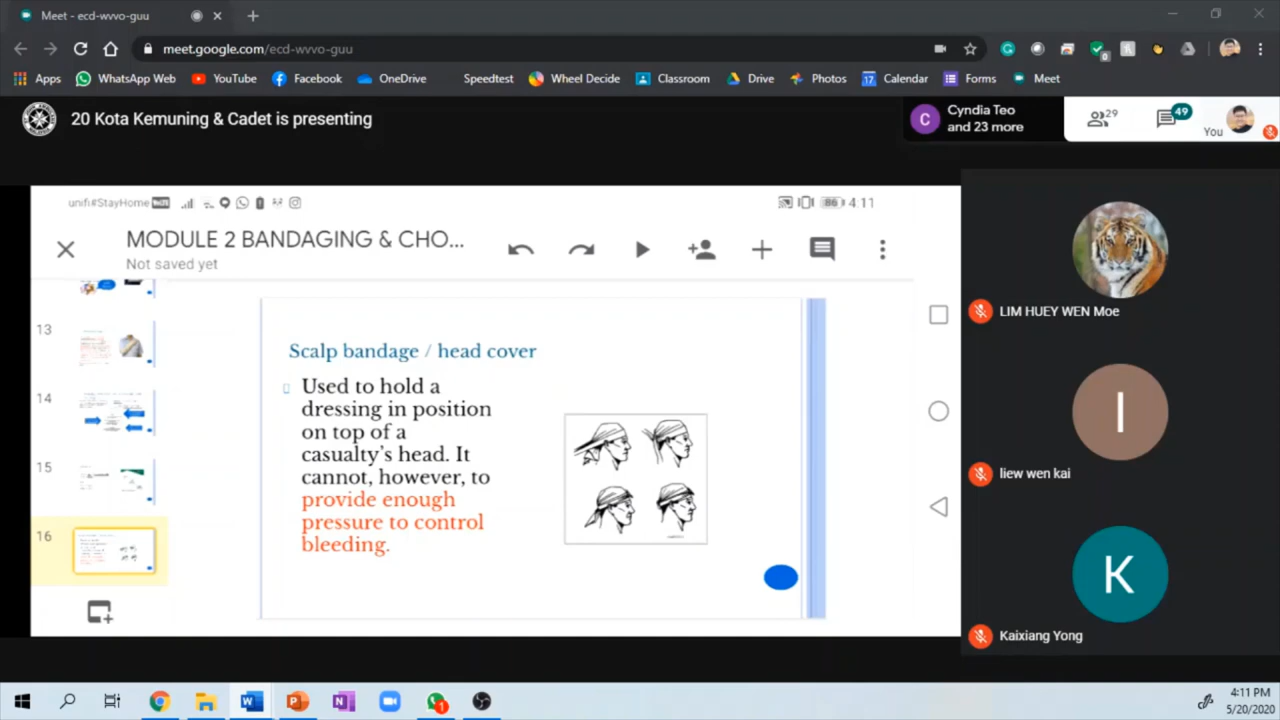 Meet - ecd-wvvo-guu
meet.google.com/ecd-wvvo-guu
Apps WhatsApp Web YouTube Facebook OneDrive Speedtest Wheel Decide Classroom Drive Photos Calendar Forms Meet
20 Kota Kemuning & Cadet is presenting
Cyndia Teo
and 23 more
29
49
You
unifi#StayHome
86 4:11
MODULE 2 BANDAGING & CHO...
Not saved yet
13
14
15
16
Scalp bandage / head cover
Used to hold a
dressing in position
on top of a
casualty's head. It
cannot, however, to
provide enough
pressure to control
bleeding.
LIM HUEY WEN Moe
I
liew wen kai
K
Kaixiang Yong
4:11 PM
5/20/2020